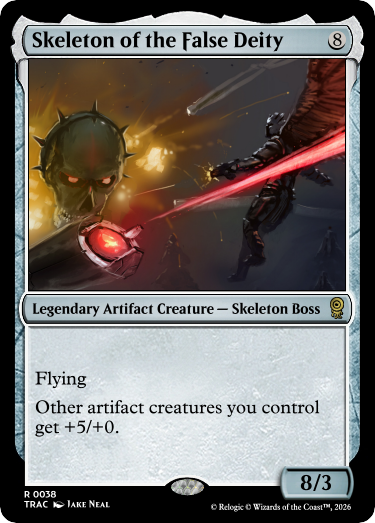 Skeleton of the False Deity 8
Legendary Artifact Creature — Skeleton Boss
Flying
Other artifact creatures you control
get +5/+0.
8/3
R 0038
TRAC Jake Neal
© Relogic © Wizards of the Coast™, 2026